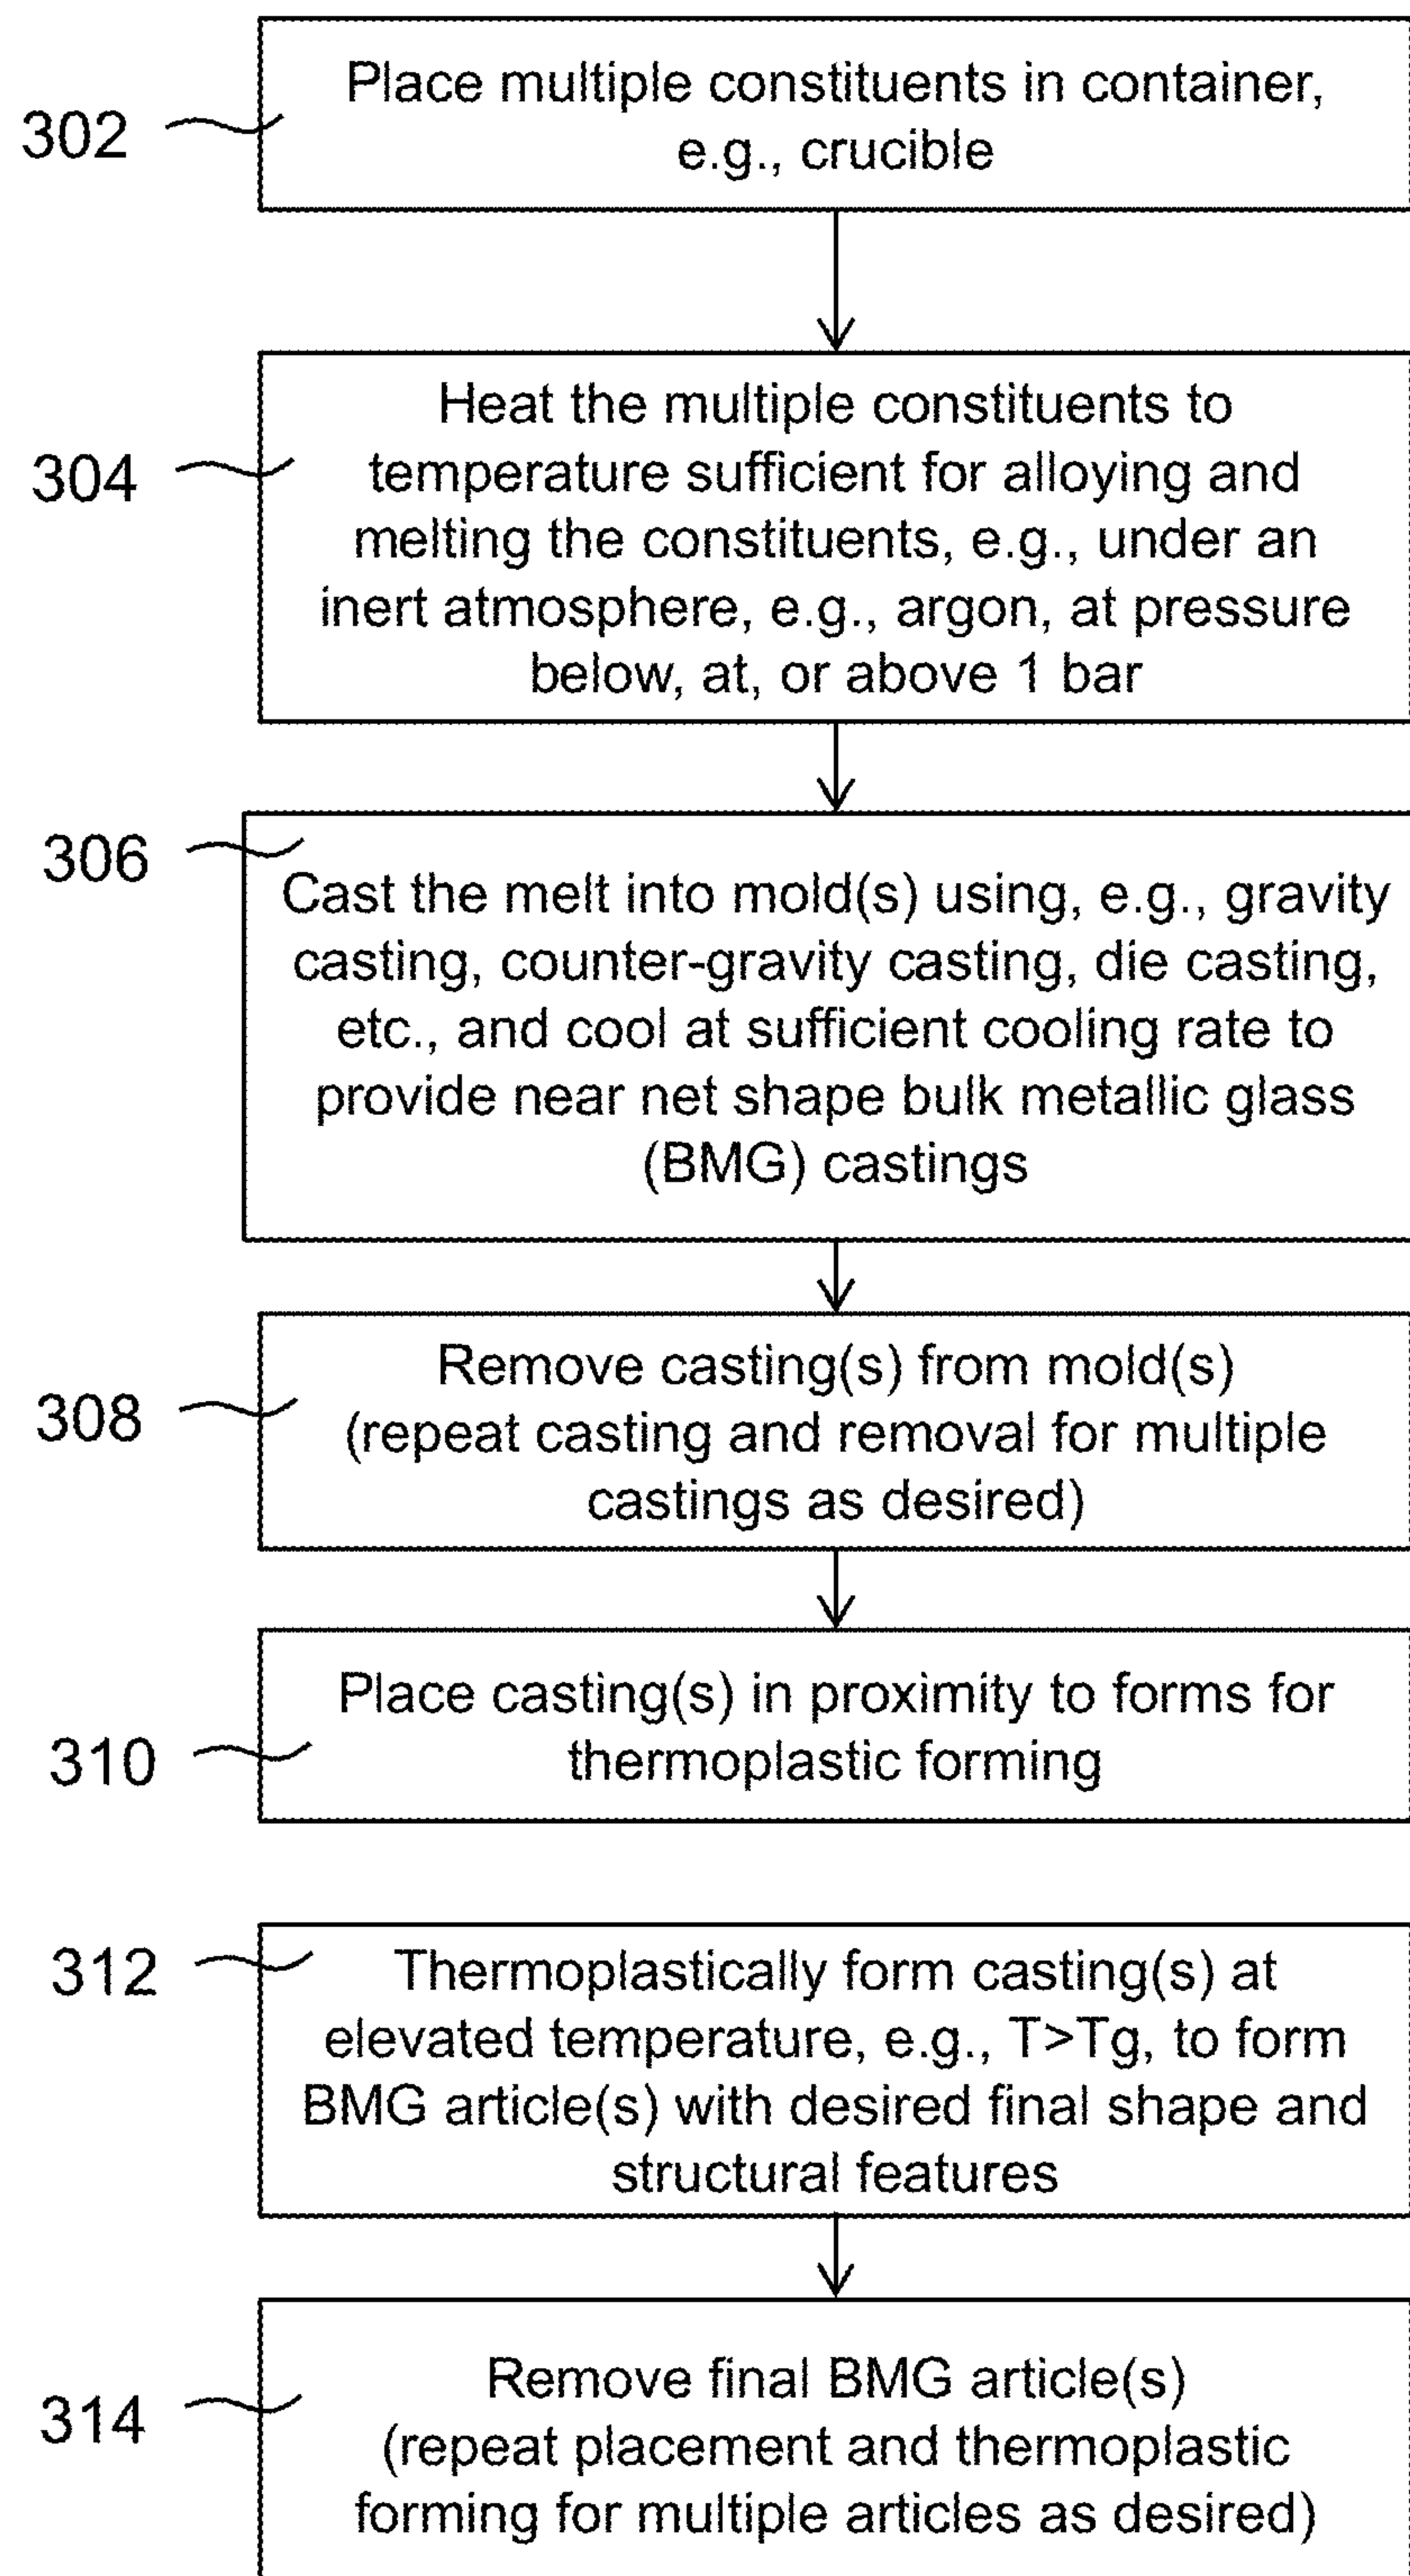 302
Place multiple constituents in container,
e.g., crucible
304
Heat the multiple constituents to
temperature sufficient for alloying and
melting the constituents, e.g., under an
inert atmosphere, e.g., argon, at pressure
below, at, or above 1 bar
306
Cast the melt into mold(s) using, e.g., gravity
casting, counter-gravity casting, die casting,
etc., and cool at sufficient cooling rate to
provide near net shape bulk metallic glass
(BMG) castings
308
Remove casting(s) from mold(s)
(repeat casting and removal for multiple
castings as desired)
310
Place casting(s) in proximity to forms for
thermoplastic forming
312
Thermoplastically form casting(s) at
elevated temperature, e.g., T>Tg, to form
BMG article(s) with desired final shape and
structural features
314
Remove final BMG article(s)
(repeat placement and thermoplastic
forming for multiple articles as desired)